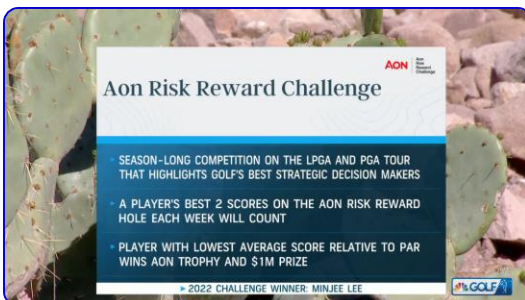 AON
Aon
Risk
Reward
Challenge
Aon Risk Reward Challenge
SEASON-LONG COMPETITION ON THE LPGA AND PGA TOUR
THAT HIGHLIGHTS GOLF'S BEST STRATEGIC DECISION MAKERS
A PLAYER'S BEST 2 SCORES ON THE AON RISK REWARD
HOLE EACH WEEK WILL COUNT
PLAYER WITH LOWEST AVERAGE SCORE RELATIVE TO PAR
WINS AON TROPHY AND $1M PRIZE
2022 CHALLENGE WINNER: MINJEE LEE
GOLF